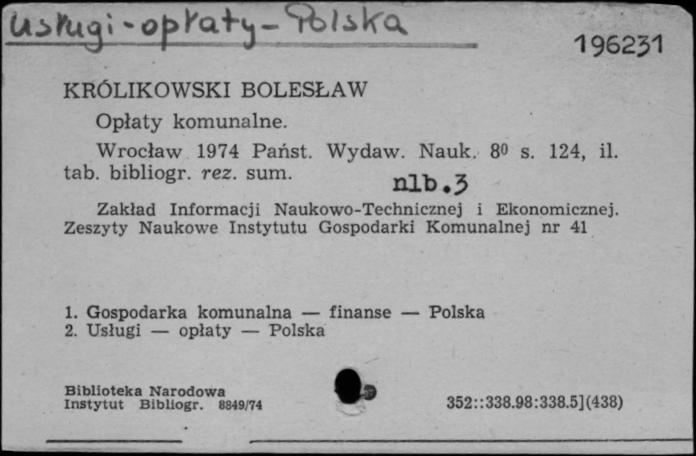 usługi-opłaty-Polska
196231
KRÓLIKOWSKI BOLESŁAW
Opłaty komunalne.
Wrocław 1974 Państ. Wydaw. Nauk. 8⁰ s. 124, il.
tab. bibliogr. rez. sum.
nlb.3
Zakład Informacji Naukowo-Technicznej i Ekonomicznej.
Zeszyty Naukowe Instytutu Gospodarki Komunalnej nr 41
1. Gospodarka komunalna — finanse — Polska
2. Usługi — opłaty — Polska
Biblioteka Narodowa
Instytut Bibliogr. 8849/74
352::338.98:338.5](438)